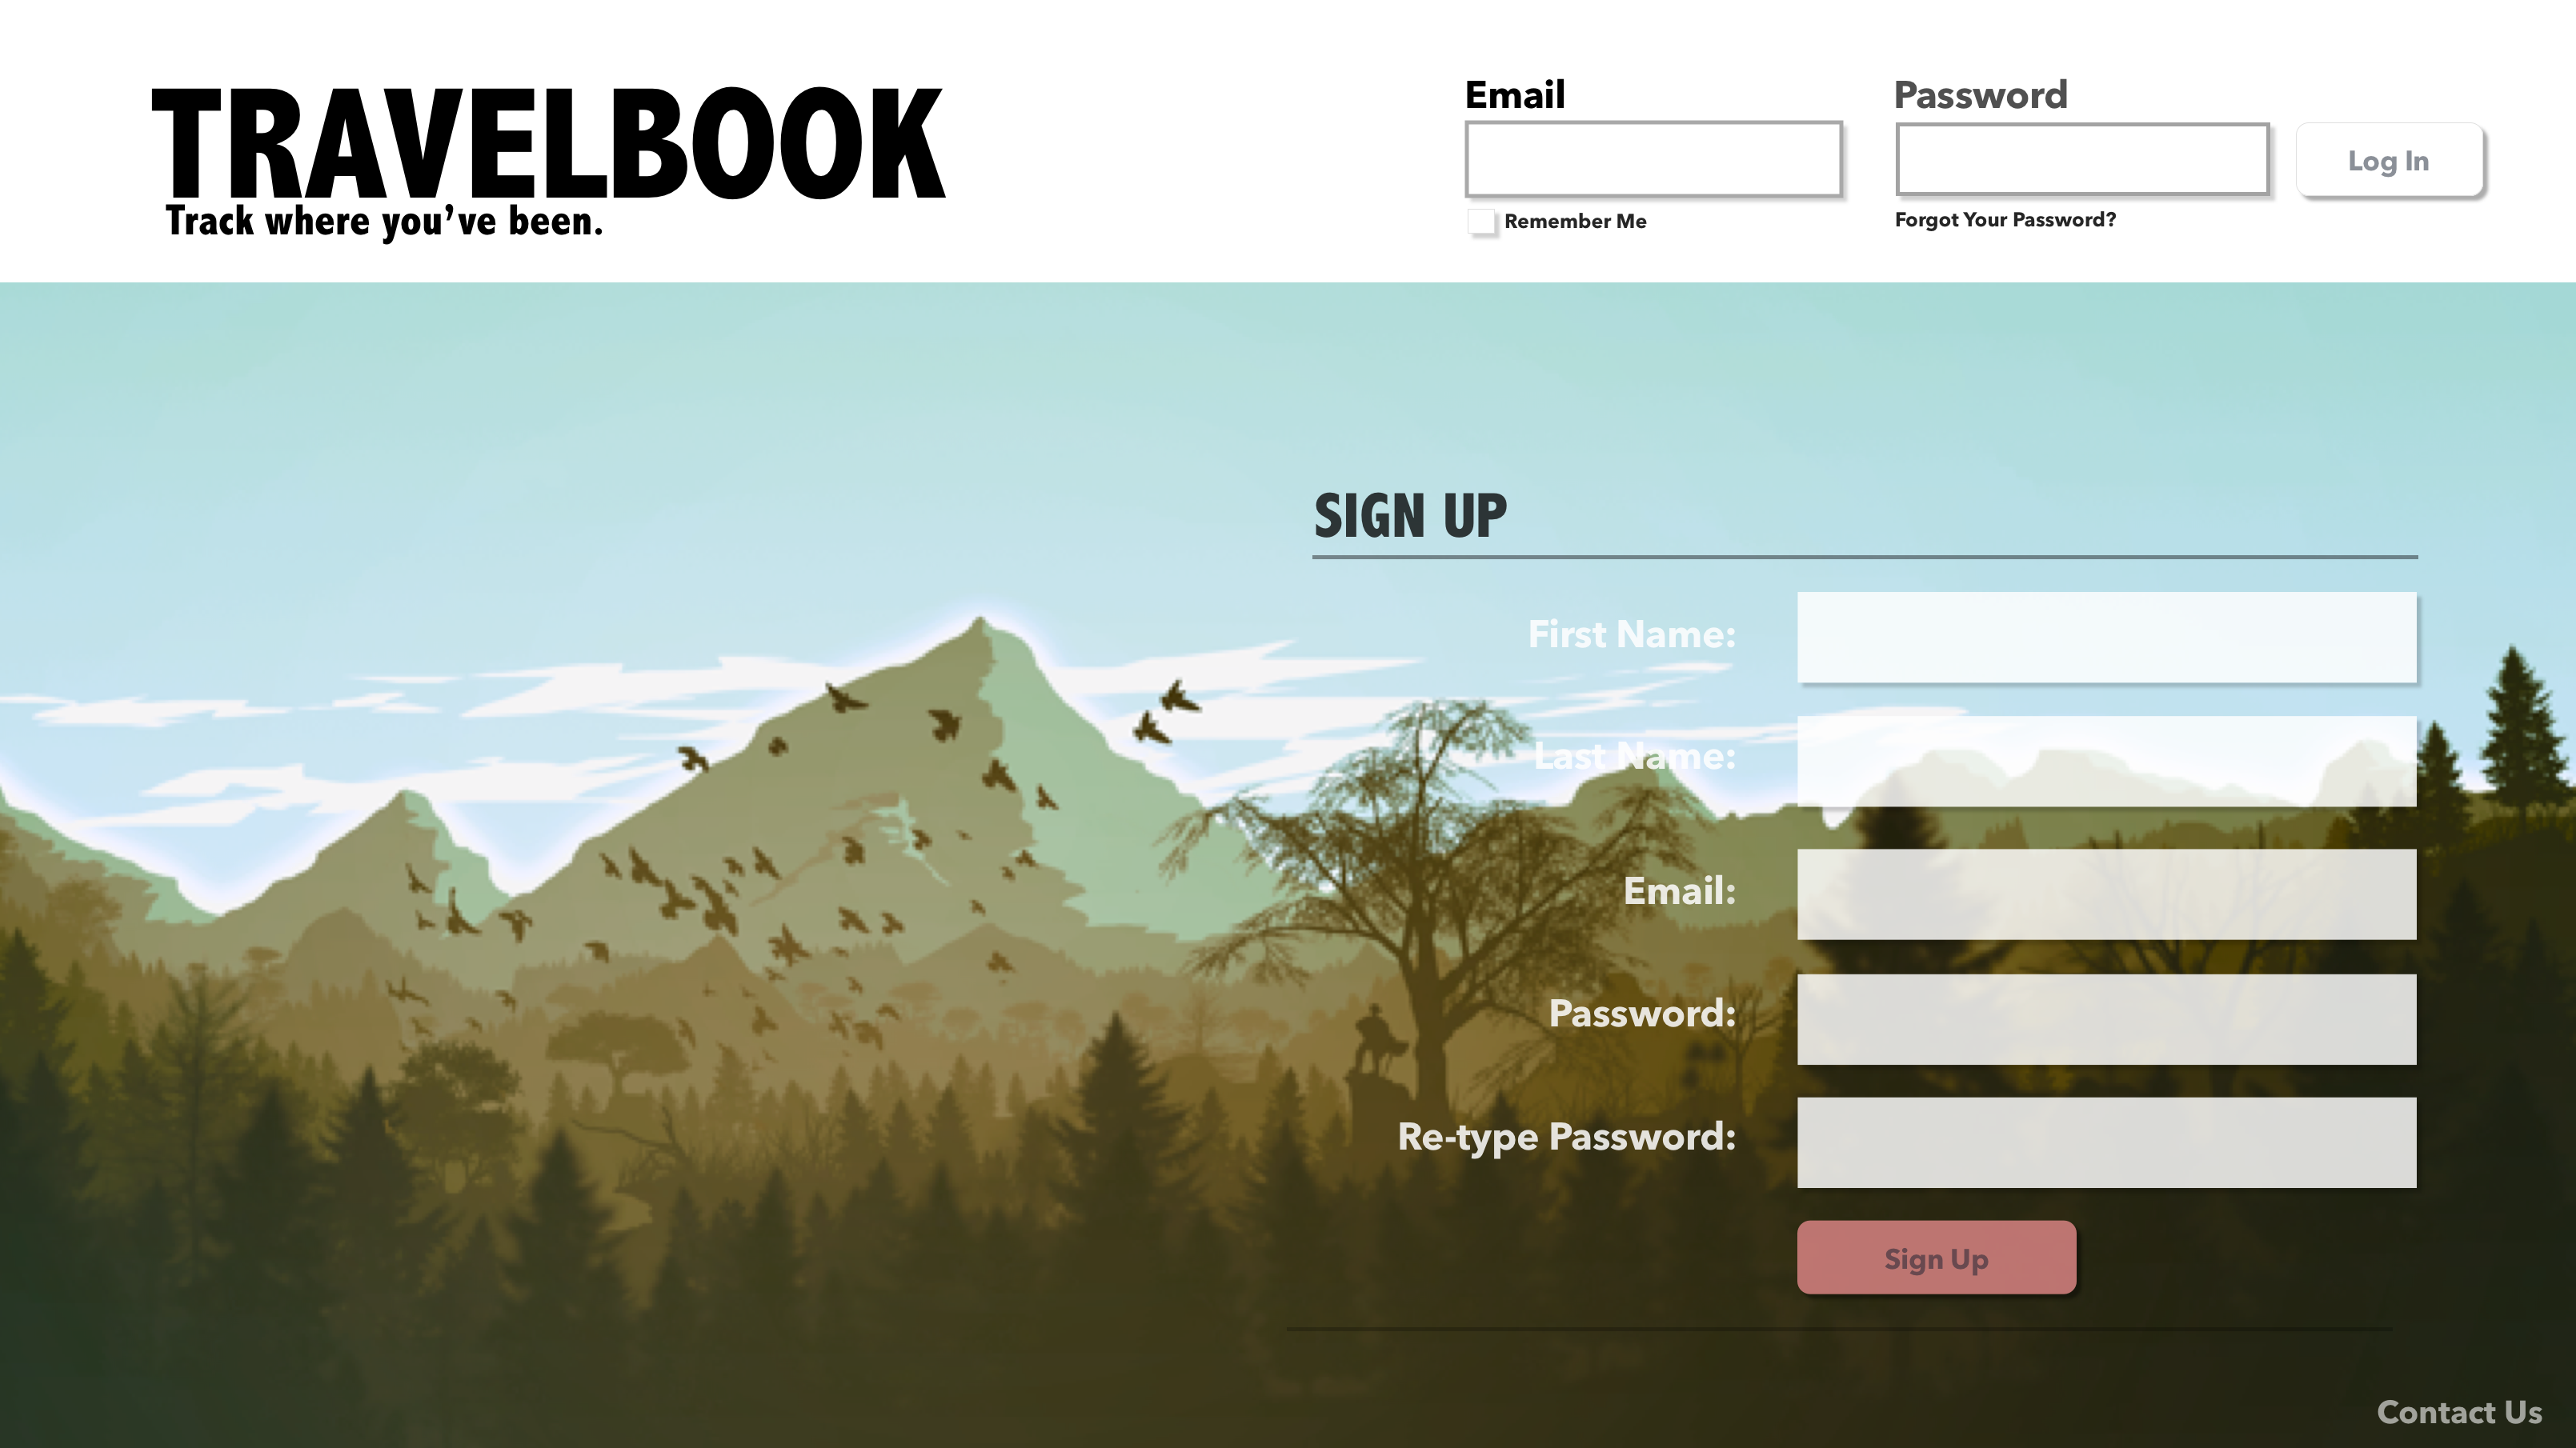 TRAVELBOOK
Track where you’ve been.
Email
Password
Log In
Remember Me
Forgot Your Password?
SIGN UP
First Name:
Last Name:
Email:
Password:
Re-type Password:
Sign Up
Contact Us